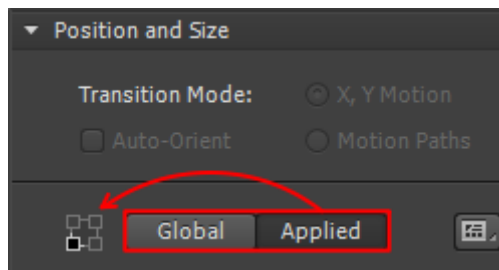 Position and Size
Transition Mode: X, Y Motion
Auto-Orient Motion Paths
Global Applied